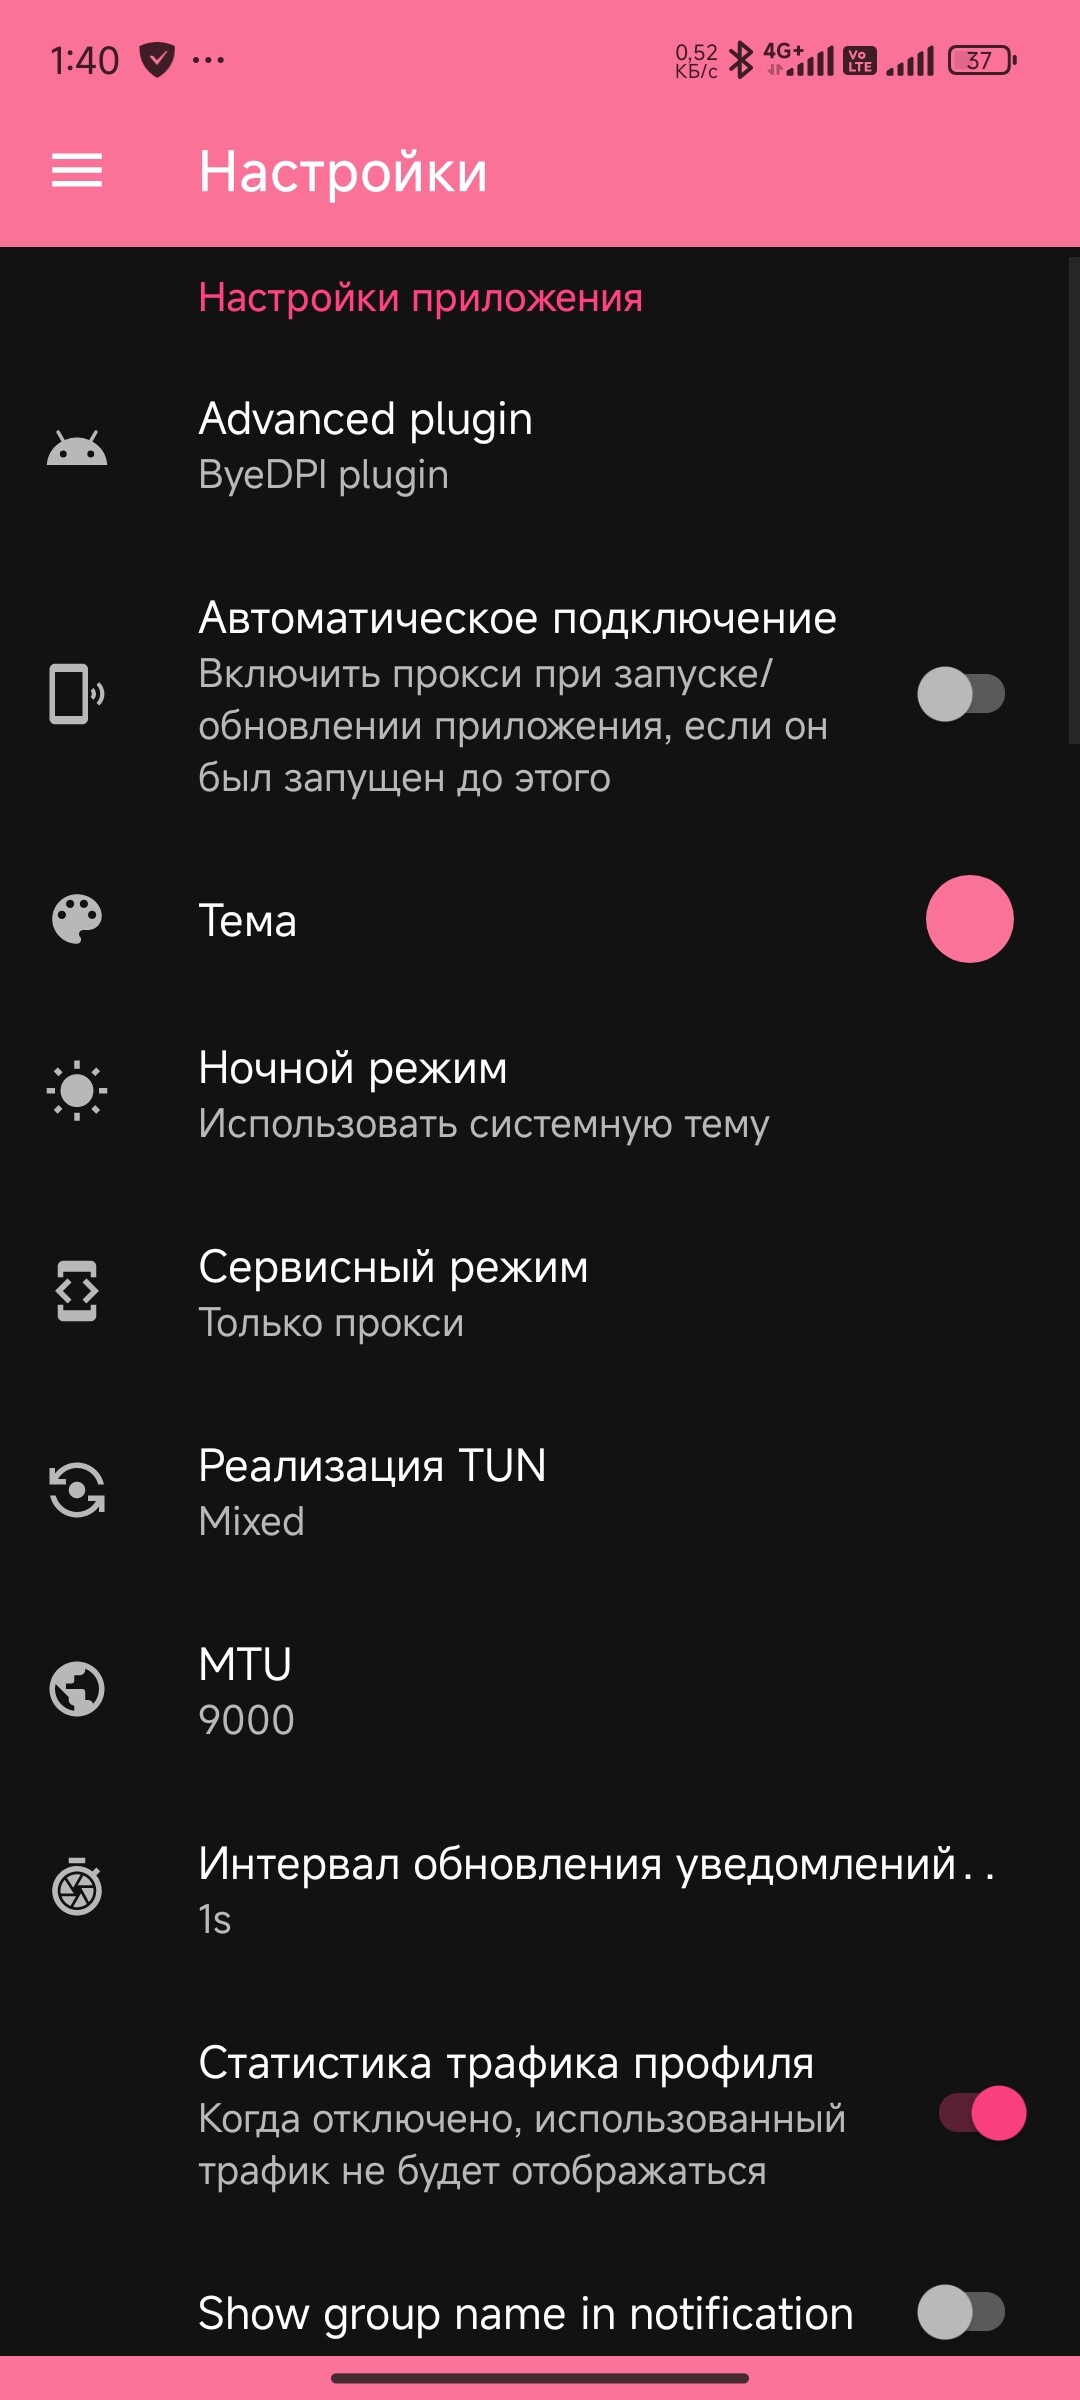 1:40
0,52
КБ/с
4G+
Vo
LTE
37
Настройки
Настройки приложения
Advanced plugin
ByeDPI plugin
Автоматическое подключение
Включить прокси при запуске/
обновлении приложения, если он
был запущен до этого
Тема
Ночной режим
Использовать системную тему
Сервисный режим
Только прокси
Реализация TUN
Mixed
MTU
9000
Интервал обновления уведомлений..
1s
Статистика трафика профиля
Когда отключено, использованный
трафик не будет отображаться
Show group name in notification